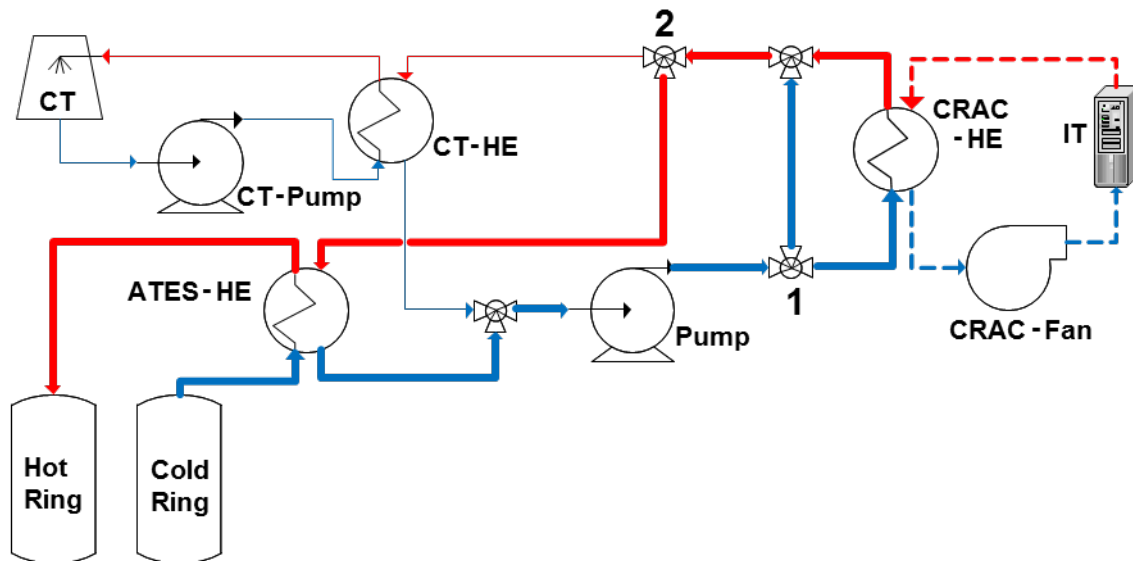 2
CT
CT-HE
CRAC
-HE
IT
CT-Pump
1
ATES-HE
Pump
CRAC-Fan
Hot
Ring
Cold
Ring